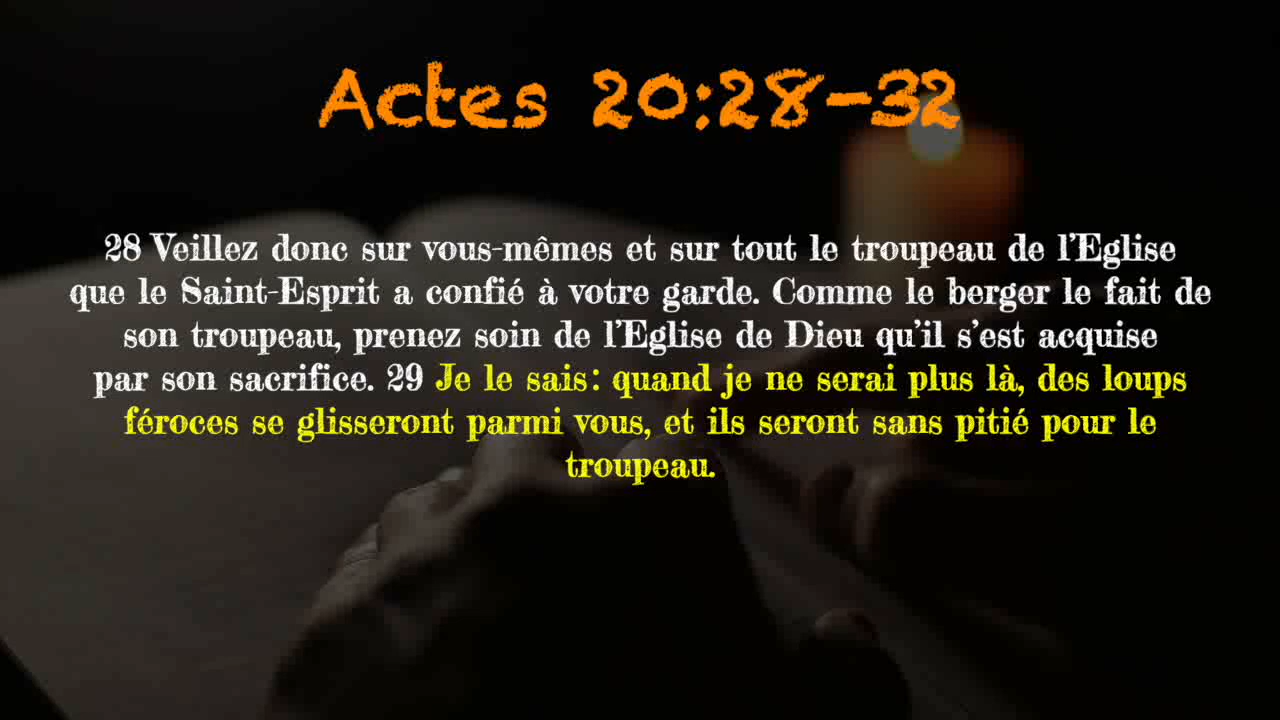 Actes 20:28-32
28 Veillez donc sur vous-mêmes et sur tout le troupeau de l’Eglise
que le Saint-Esprit a confié à votre garde. Comme le berger le fait de
son troupeau, prenez soin de l’Eglise de Dieu qu’il s’est acquise
par son sacrifice. 29 Je le sais: quand je ne serai plus là, des loups
féroces se glisseront parmi vous, et ils seront sans pitié pour le
troupeau.